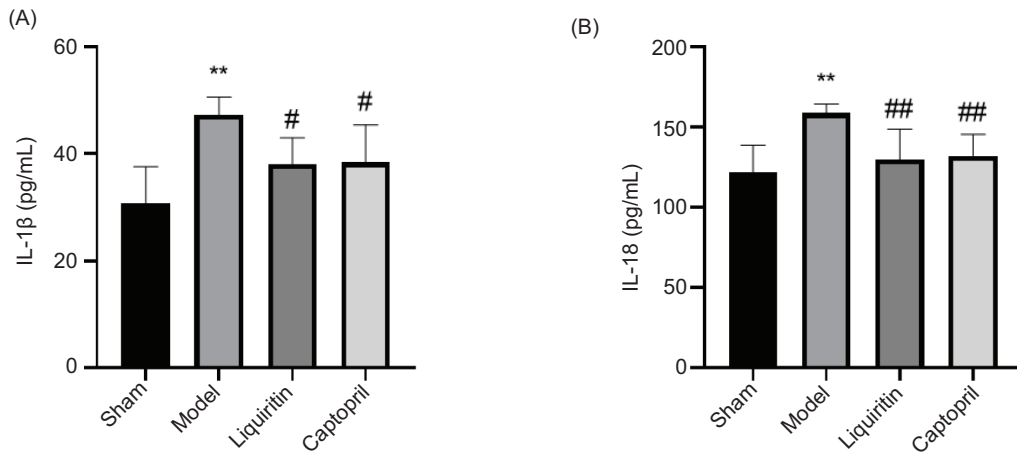 (A)
IL-1β (pg/mL)
60
40
20
0
**
#
#
Sham
Model
Liquiritin
Captopril
(B)
IL-18 (pg/mL)
200
150
100
50
0
**
##
##
Sham
Model
Liquiritin
Captopril